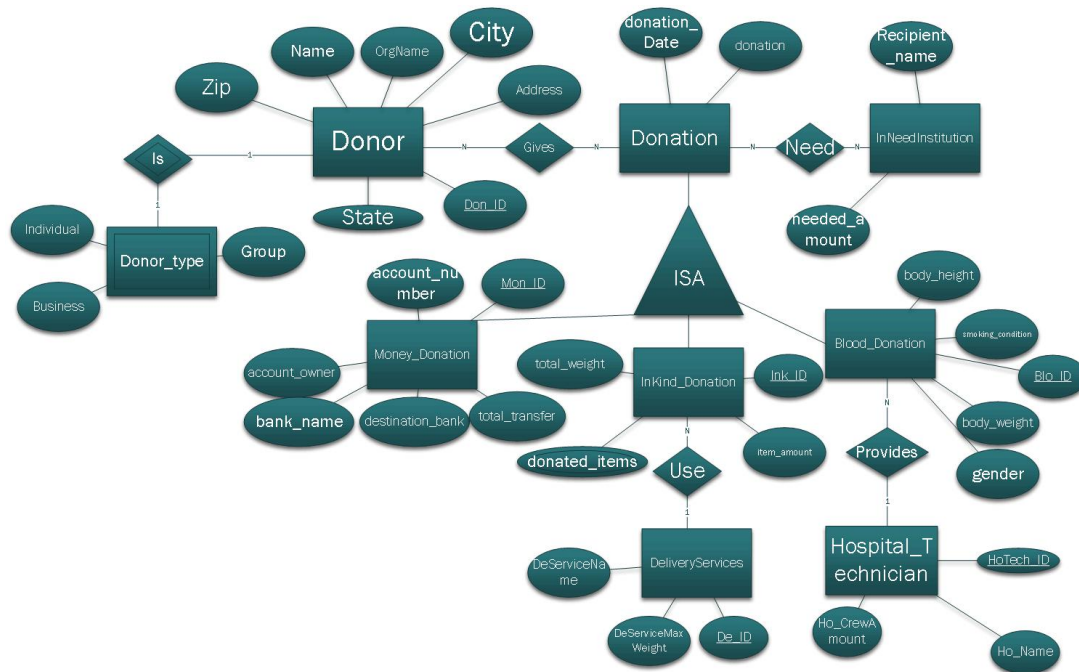 City
donation_
Date
Recipient
_name
Name
OrgName
donation
Zip
Address
Donor
Donation
InNeedInstitution
Is
1
N
Gives
N
N
Need
N
State
Don_ID
1
needed_a
mount
Individual
Donor_type
Group
Business
ISA
account_nu
mber
Mon_ID
body_height
Money_Donation
smoking_condition
Blood_Donation
total_weight
InKind_Donation
Ink_ID
Blo_ID
account_owner
bank_name
destination_bank
total_transfer
body_weight
donated_items
item_amount
gender
N
Use
1
N
Provides
1
DeServiceNa
me
DeliveryServices
Hospital_T
echnician
HoTech_ID
DeServiceMax
Weight
De_ID
Ho_CrewA
mount
Ho_Name